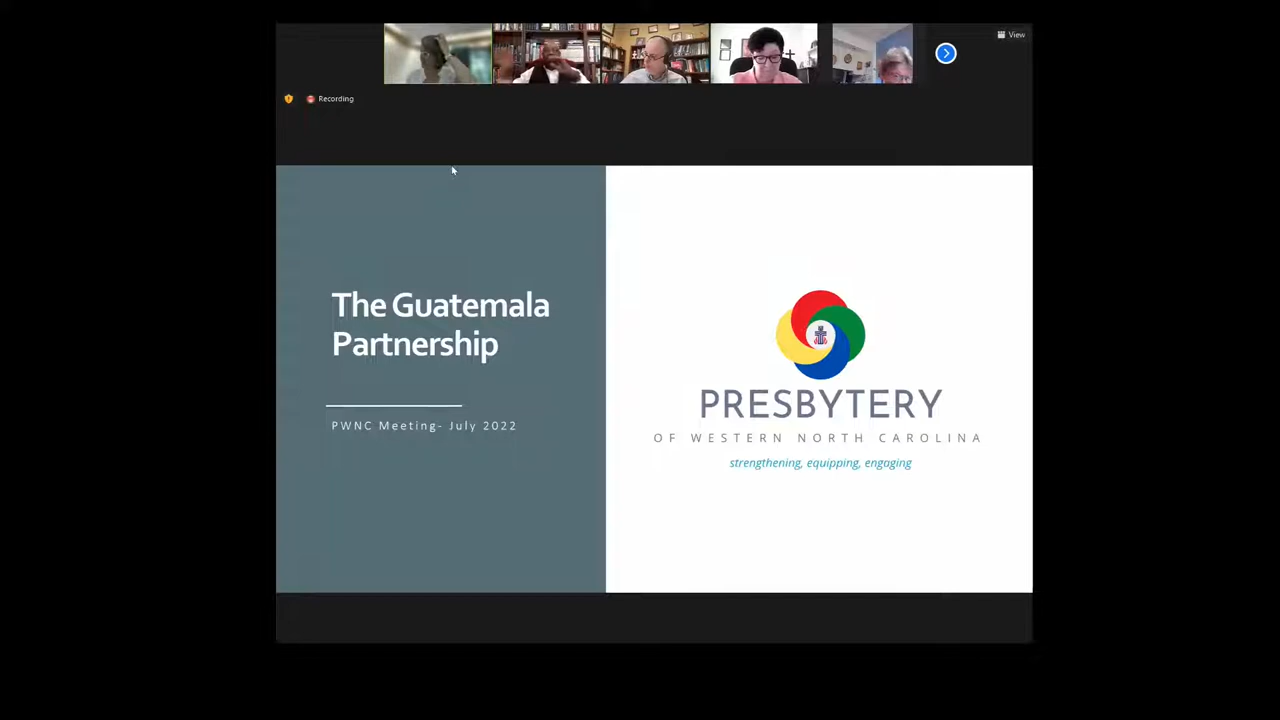 View
Recording
The Guatemala
Partnership
PWNC Meeting- July 2022
PRESBYTERY
OF WESTERN NORTH CAROLINA
strengthening, equipping, engaging